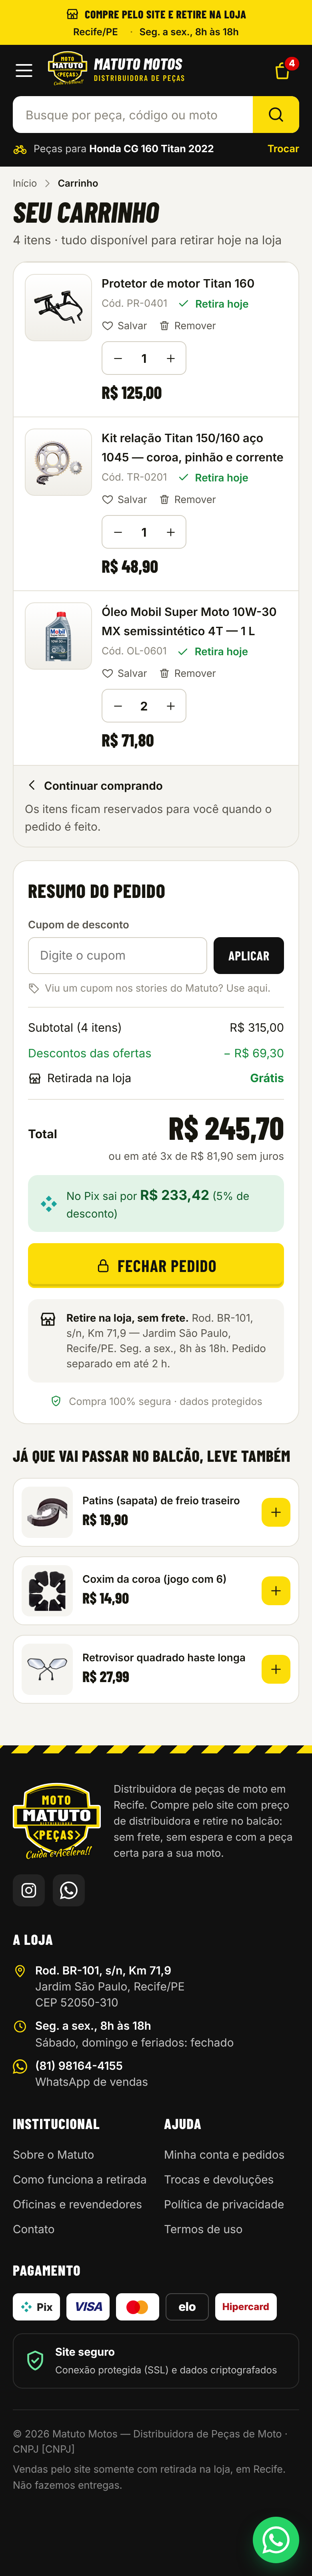 COMPRE PELO SITE E RETIRE NA LOJA
Recife/PE · Seg. a sex., 8h às 18h
MOTO
MATUTO
PEÇAS
MATUTO MOTOS
DISTRIBUIDORA DE PEÇAS
4
Busque por peça, código ou moto
Peças para Honda CG 160 Titan 2022
Trocar
Início > Carrinho
SEU CARRINHO
4 itens · tudo disponível para retirar hoje na loja
Protetor de motor Titan 160
Cód. PR-0401 Retira hoje
Salvar Remover
− 1 +
R$ 125,00
Kit relação Titan 150/160 aço
1045 — coroa, pinhão e corrente
Cód. TR-0201 Retira hoje
Salvar Remover
− 1 +
R$ 48,90
Mobil
Óleo Mobil Super Moto 10W-30
MX semissintético 4T — 1 L
Cód. OL-0601 Retira hoje
Salvar Remover
− 2 +
R$ 71,80
Continuar comprando
Os itens ficam reservados para você quando o
pedido é feito.
RESUMO DO PEDIDO
Cupom de desconto
Digite o cupom
APLICAR
Viu um cupom nos stories do Matuto? Use aqui.
Subtotal (4 itens) R$ 315,00
Descontos das ofertas − R$ 69,30
Retirada na loja Grátis
Total R$ 245,70
ou em até 3x de R$ 81,90 sem juros
No Pix sai por R$ 233,42 (5% de
desconto)
FECHAR PEDIDO
Retire na loja, sem frete. Rod. BR-101,
s/n, Km 71,9 — Jardim São Paulo,
Recife/PE. Seg. a sex., 8h às 18h. Pedido
separado em até 2 h.
Compra 100% segura · dados protegidos
JÁ QUE VAI PASSAR NO BALCÃO, LEVE TAMBÉM
Patins (sapata) de freio traseiro
R$ 19,90
+
Coxim da coroa (jogo com 6)
R$ 14,90
+
Retrovisor quadrado haste longa
R$ 27,99
+
MOTO
MATUTO
PEÇAS
Cuida e Acelera!!
Distribuidora de peças de moto em
Recife. Compre pelo site com preço
de distribuidora e retire no balcão:
sem frete, sem espera e com a peça
certa para a sua moto.
A LOJA
Rod. BR-101, s/n, Km 71,9
Jardim São Paulo, Recife/PE
CEP 52050-310
Seg. a sex., 8h às 18h
Sábado, domingo e feriados: fechado
(81) 98164-4155
WhatsApp de vendas
INSTITUCIONAL
Sobre o Matuto
Como funciona a retirada
Oficinas e revendedores
Contato
AJUDA
Minha conta e pedidos
Trocas e devoluções
Política de privacidade
Termos de uso
PAGAMENTO
Pix
VISA
elo
Hipercard
Site seguro
Conexão protegida (SSL) e dados criptografados
© 2026 Matuto Motos — Distribuidora de Peças de Moto ·
CNPJ [CNPJ]
Vendas pelo site somente com retirada na loja, em Recife.
Não fazemos entregas.